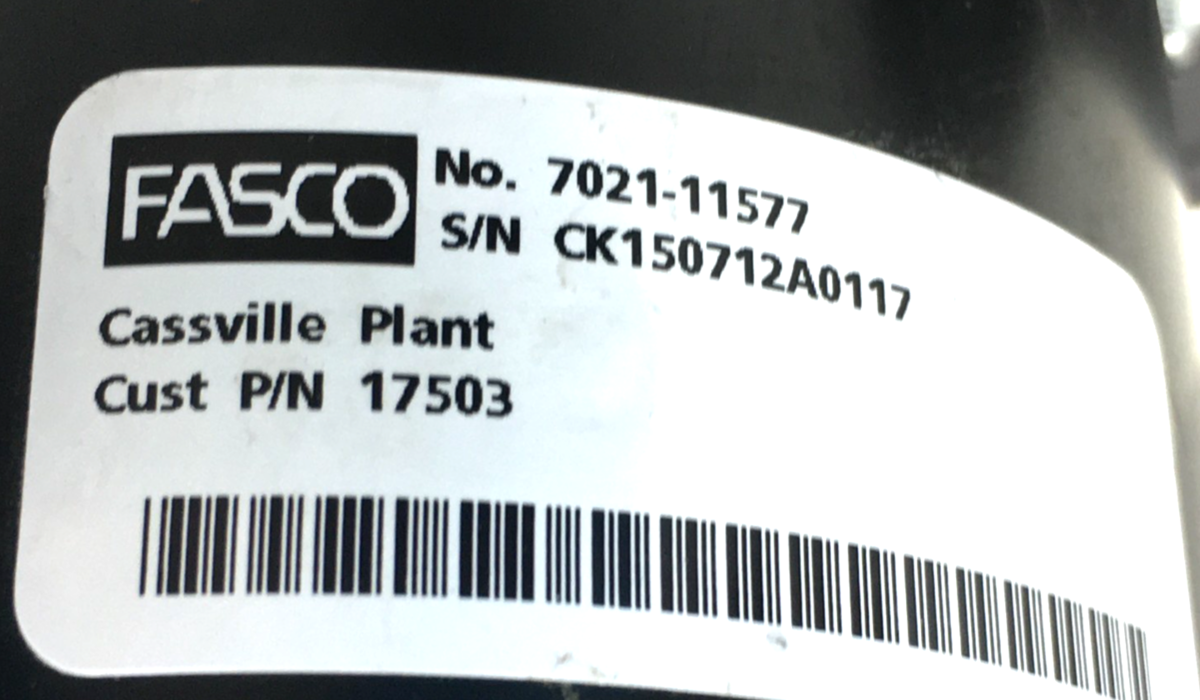 FASCO No. 7021-11577
S/N CK150712A0117
Cassville Plant
Cust P/N 17503